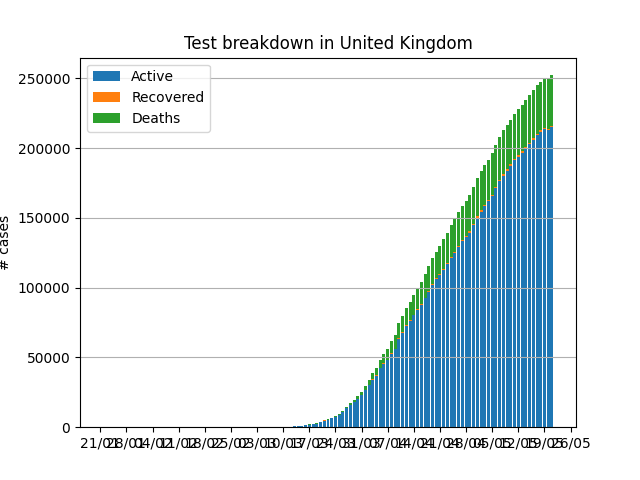 Test breakdown in United Kingdom
Active
Recovered
Deaths
250000
200000
150000
100000
50000
0
# cases
21/01 28/01 04/02 11/02 18/02 25/02 03/03 10/03 17/03 24/03 31/03 07/04 14/04 21/04 28/04 05/05 12/05 19/05 26/05